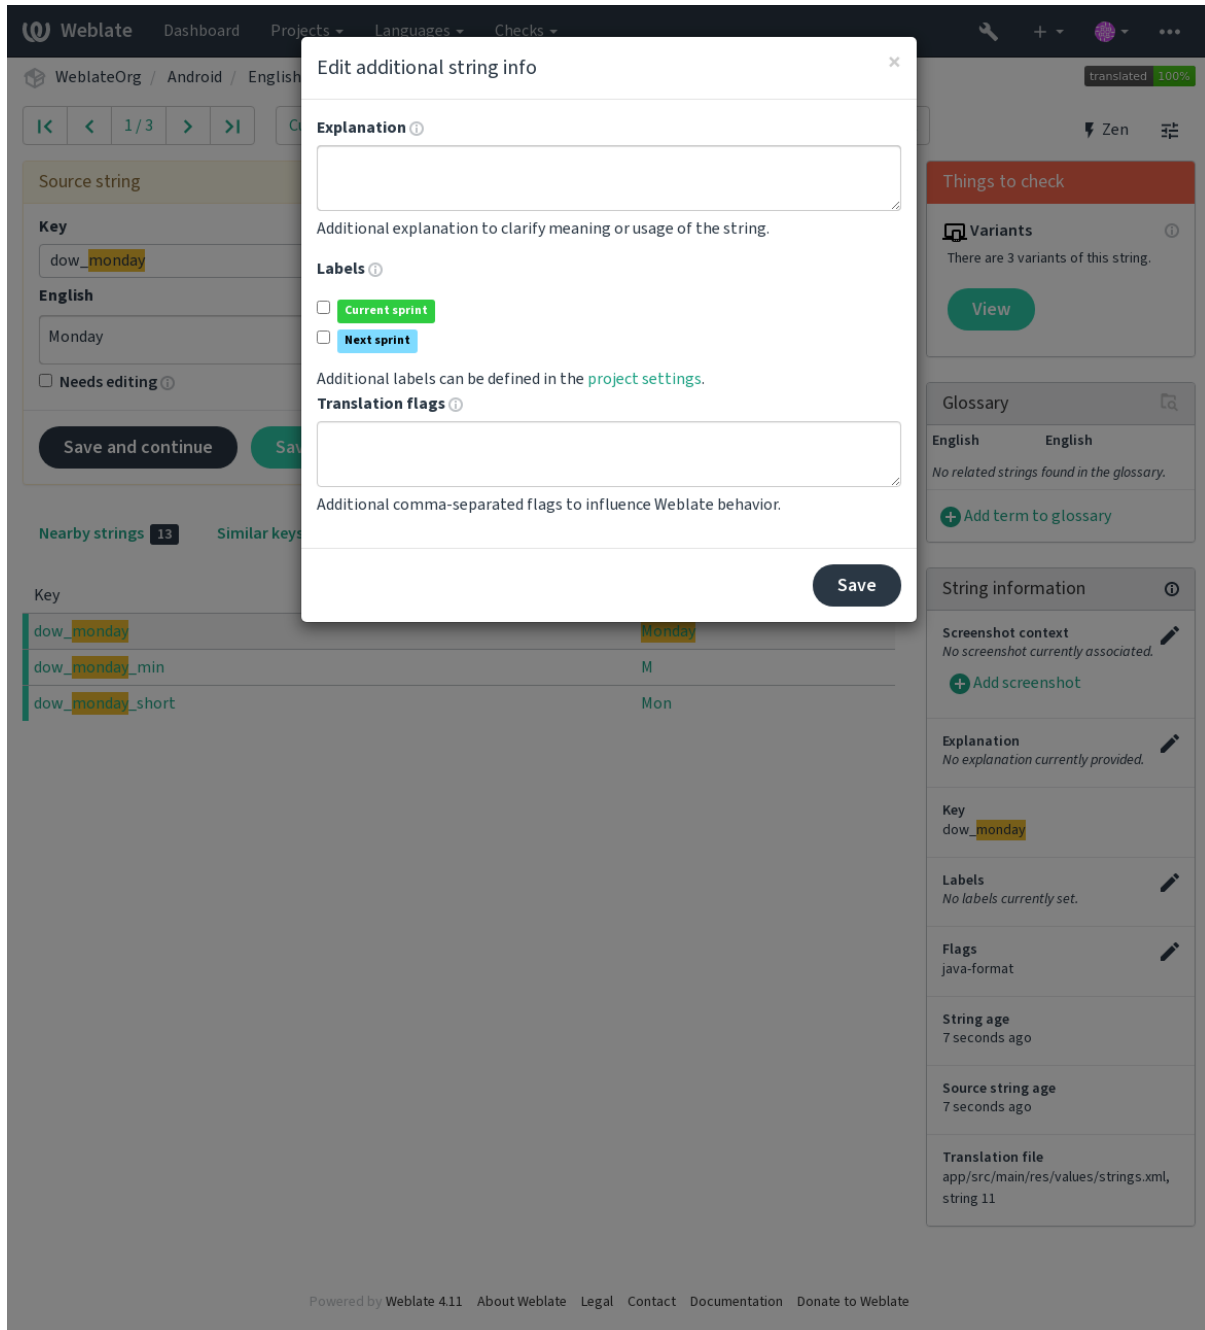 Weblate Dashboard Projects Languages Checks
WeblateOrg / Android / English
translated 100%
1 / 3
Zen
Edit additional string info
×
Explanation
Additional explanation to clarify meaning or usage of the string.
Labels
Current sprint
Next sprint
Additional labels can be defined in the project settings.
Translation flags
Additional comma-separated flags to influence Weblate behavior.
Save
Source string
Key
dow_monday
English
Monday
Needs editing
Save and continue
Nearby strings 13 Similar keys
Key
dow_monday Monday
dow_monday_min M
dow_monday_short Mon
Things to check
Variants
There are 3 variants of this string.
View
Glossary
English English
No related strings found in the glossary.
Add term to glossary
String information
Screenshot context
No screenshot currently associated.
Add screenshot
Explanation
No explanation currently provided.
Key
dow_monday
Labels
No labels currently set.
Flags
java-format
String age
7 seconds ago
Source string age
7 seconds ago
Translation file
app/src/main/res/values/strings.xml,
string 11
Powered by Weblate 4.11 About Weblate Legal Contact Documentation Donate to Weblate